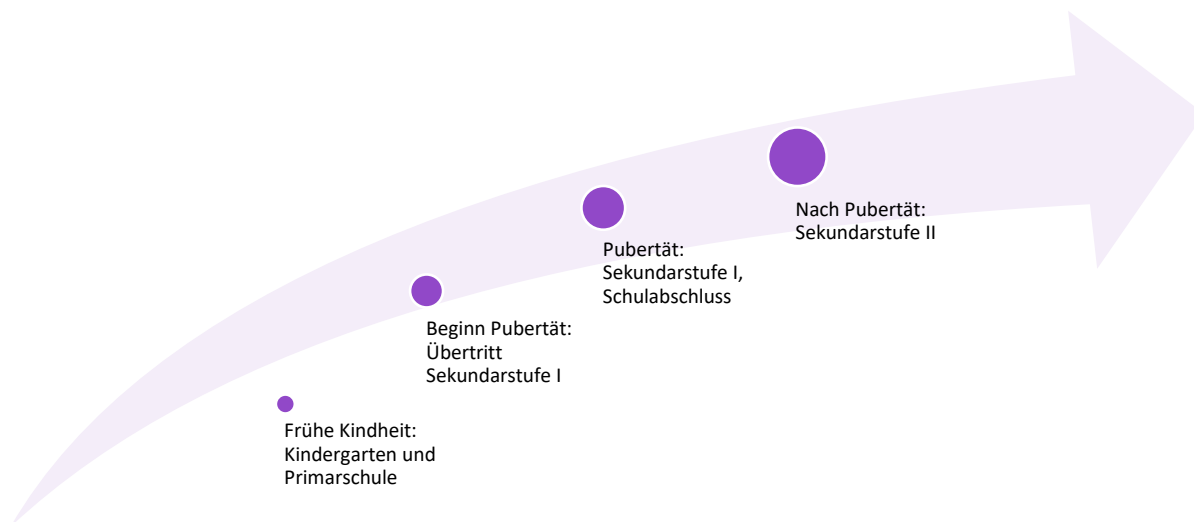 Frühe Kindheit:
Kindergarten und
Primarschule
Beginn Pubertät:
Übertritt
Sekundarstufe I
Pubertät:
Sekundarstufe I,
Schulabschluss
Nach Pubertät:
Sekundarstufe II